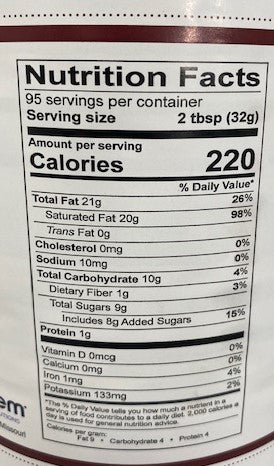 Nutrition Facts
95 servings per container
Serving size 2 tbsp (32g)
Amount per serving
Calories 220
% Daily Value*
Total Fat 21g 26%
Saturated Fat 20g 98%
Trans Fat 0g
Cholesterol 0mg 0%
Sodium 10mg 0%
Total Carbohydrate 10g 4%
Dietary Fiber 1g 3%
Total Sugars 9g
Includes 8g Added Sugars 15%
Protein 1g
Vitamin D 0mcg 0%
Calcium 0mg 0%
Iron 1mg 4%
Potassium 133mg 2%
*The % Daily Value tells you how much a nutrient in a
serving of food contributes to a daily diet. 2,000 calories a
day is used for general nutrition advice.
Calories per gram:
Fat 9 • Carbohydrate 4 • Protein 4
em
Missouri